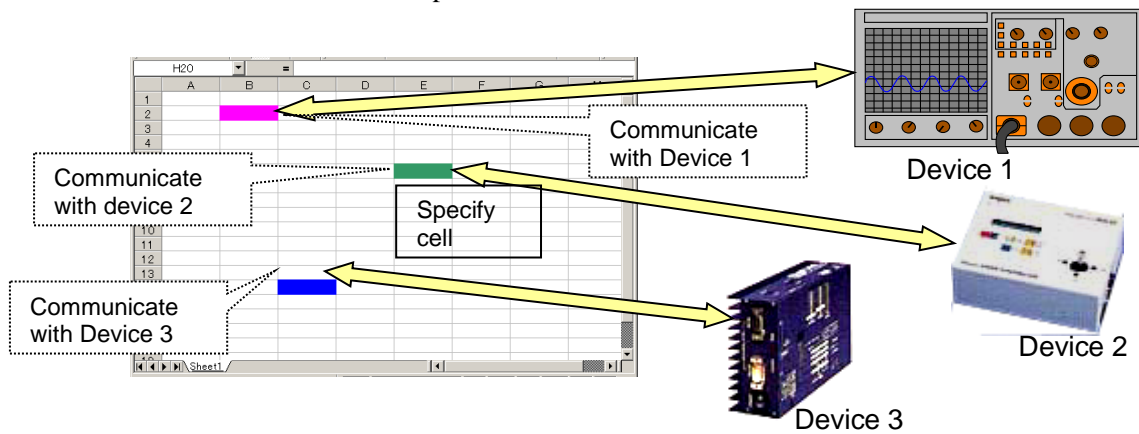 H20 =
A B C D E F G
1
2
3
4
Communicate
with Device 1
Device 1
Communicate
with device 2
Specify
cell
10
11
12
13
Communicate
with Device 3
Device 2
Sheet1
Device 3